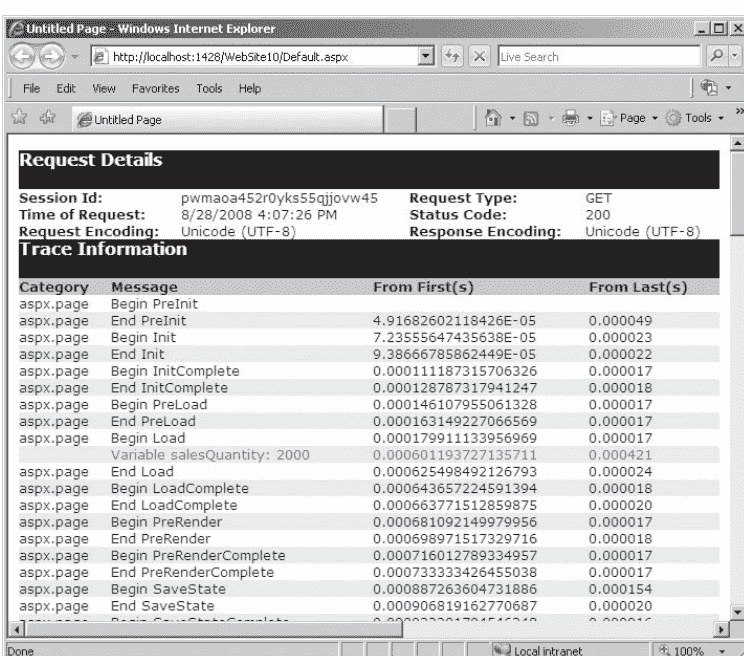 Untitled Page - Windows Internet Explorer
http://localhost:1428/WebSite10/Default.aspx
Live Search
File Edit View Favorites Tools Help
Untitled Page
Page Tools
Request Details
Session Id: pwmaoa452r0yks55qjjovw45 Request Type: GET
Time of Request: 8/28/2008 4:07:26 PM Status Code: 200
Request Encoding: Unicode (UTF-8) Response Encoding: Unicode (UTF-8)
Trace Information
Category Message From First(s) From Last(s)
aspx.page Begin PreInit
aspx.page End PreInit 4.91682602118426E-05 0.000049
aspx.page Begin Init 7.23555647435638E-05 0.000023
aspx.page End Init 9.38666785862449E-05 0.000022
aspx.page Begin InitComplete 0.000111187315706326 0.000017
aspx.page End InitComplete 0.000128787317941247 0.000018
aspx.page Begin PreLoad 0.000146107955061328 0.000017
aspx.page End PreLoad 0.000163149227066569 0.000017
aspx.page Begin Load 0.000179911133956969 0.000017
Variable salesQuantity: 2000 0.000601193727135711 0.000421
aspx.page End Load 0.000625498492126793 0.000024
aspx.page Begin LoadComplete 0.000643657224591394 0.000018
aspx.page End LoadComplete 0.000663771512859875 0.000020
aspx.page Begin PreRender 0.000681092149979956 0.000017
aspx.page End PreRender 0.000698971517329716 0.000018
aspx.page Begin PreRenderComplete 0.000716012789334957 0.000017
aspx.page End PreRenderComplete 0.000733333426455038 0.000017
aspx.page Begin SaveState 0.000887263604731886 0.000154
aspx.page End SaveState 0.000906819162770687 0.000020
Done Local intranet 100%